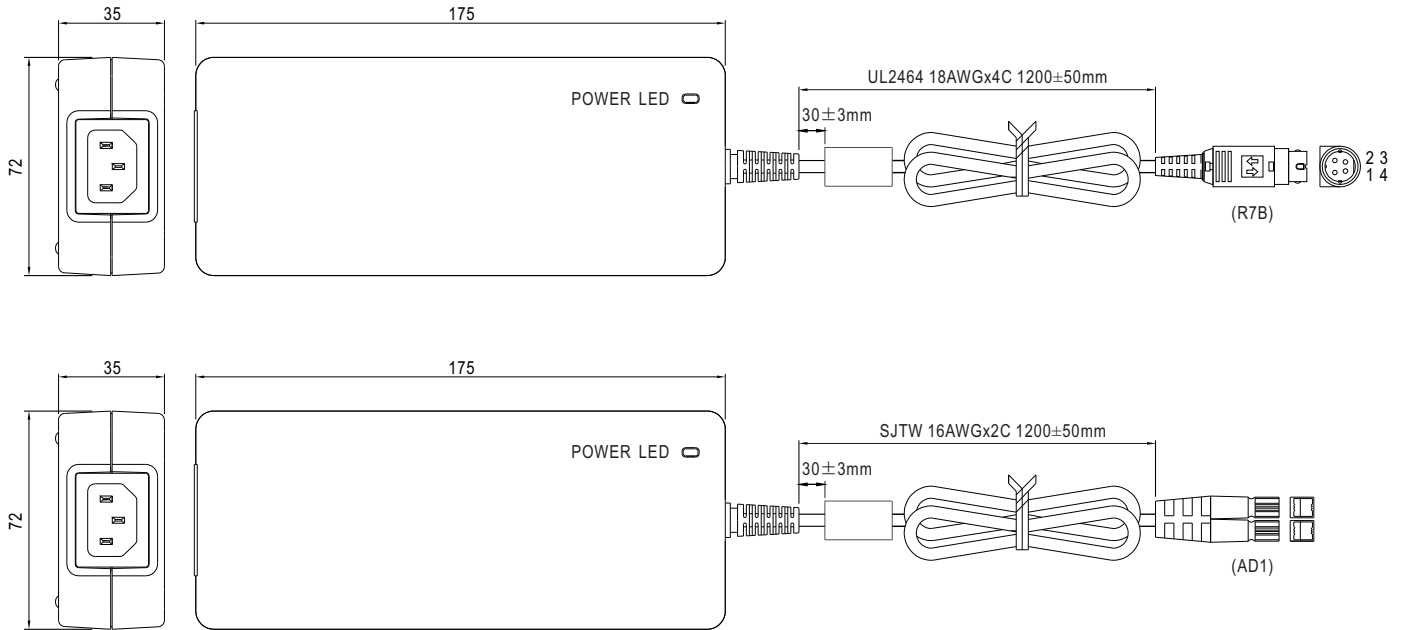 35
175
72
POWER LED
UL2464 18AWGx4C 1200±50mm
30±3mm
2 3
1 4
(R7B)
35
175
72
POWER LED
SJTW 16AWGx2C 1200±50mm
30±3mm
(AD1)